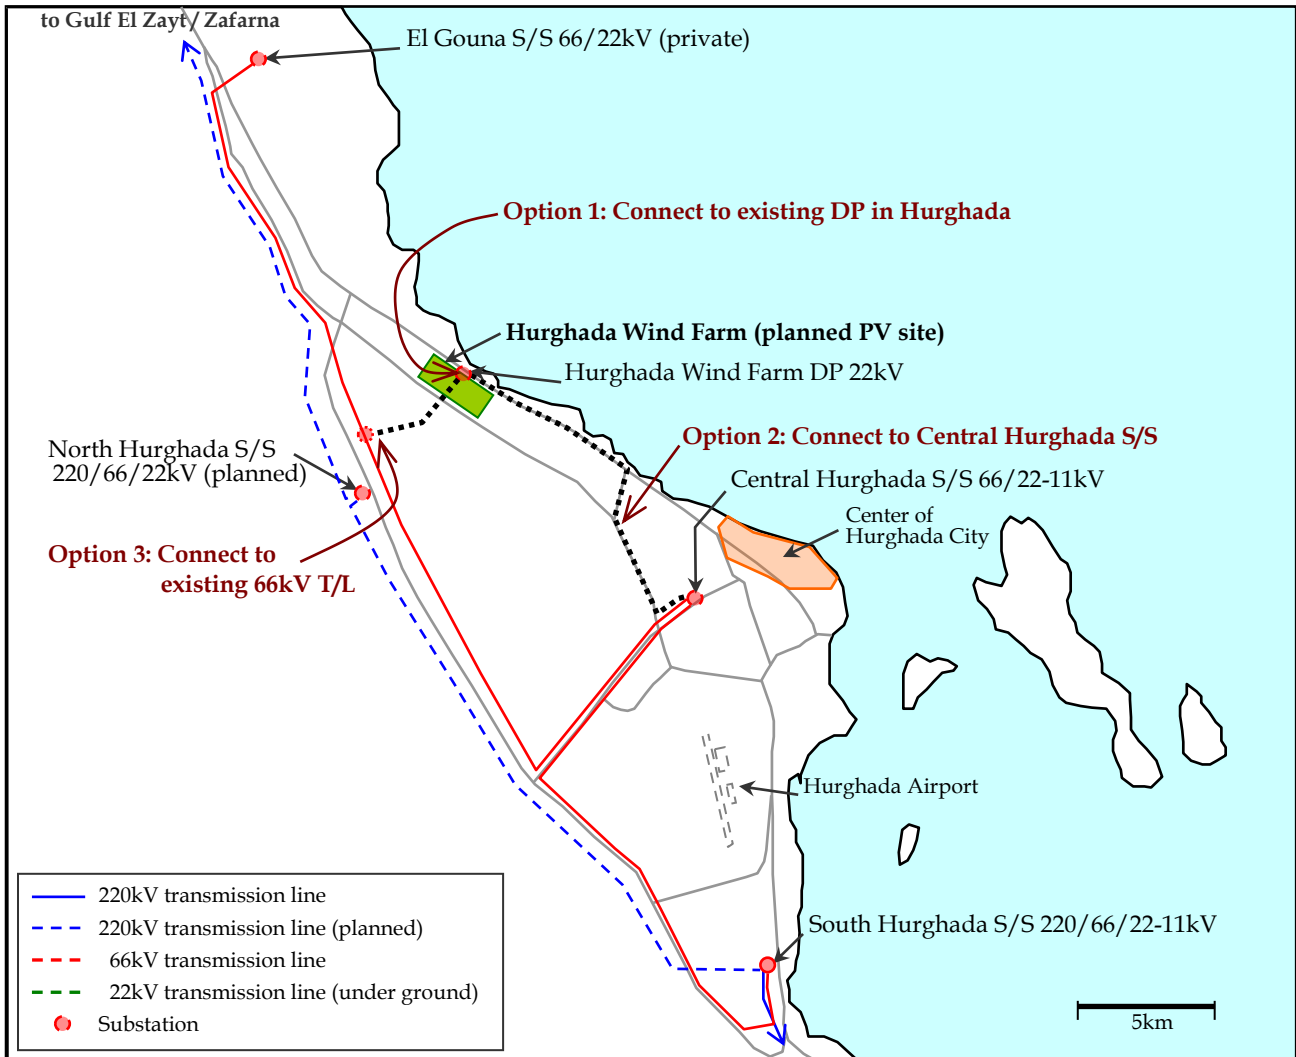 to Gulf El Zayt / Zafarna
El Gouna S/S 66/22kV (private)
Option 1: Connect to existing DP in Hurghada
Hurghada Wind Farm (planned PV site)
Hurghada Wind Farm DP 22kV
Option 2: Connect to Central Hurghada S/S
North Hurghada S/S
220/66/22kV (planned)
Central Hurghada S/S 66/22-11kV
Center of
Hurghada City
Option 3: Connect to
existing 66kV T/L
Hurghada Airport
220kV transmission line
220kV transmission line (planned)
66kV transmission line
22kV transmission line (under ground)
Substation
South Hurghada S/S 220/66/22-11kV
5km